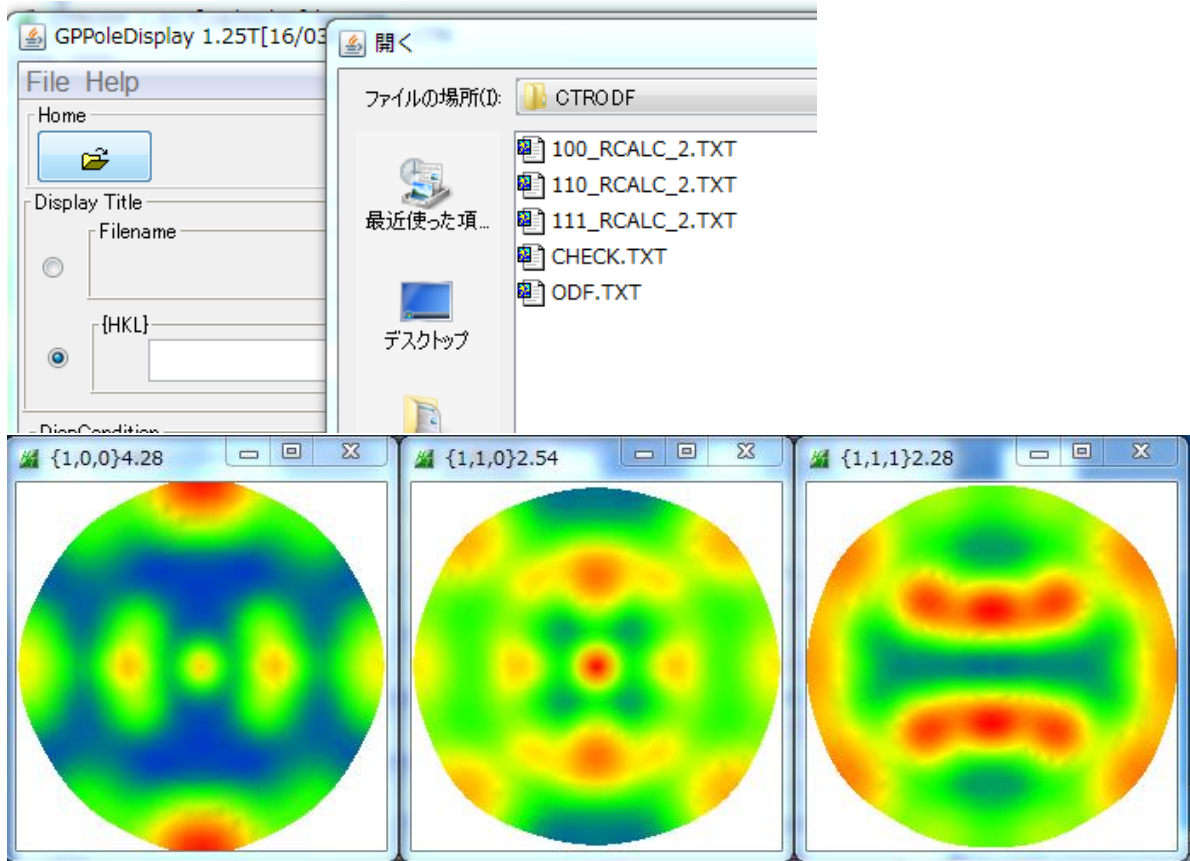 GPPoleDisplay 1.25T[16/03
開く
File Help
Home
ファイルの場所(I):
CTRODF
Display Title
Filename
{HKL}
最近使った項...
デスクトップ
100_RCALC_2.TXT
110_RCALC_2.TXT
111_RCALC_2.TXT
CHECK.TXT
ODF.TXT
DispCondition
{1,0,0}4.28
{1,1,0}2.54
{1,1,1}2.28